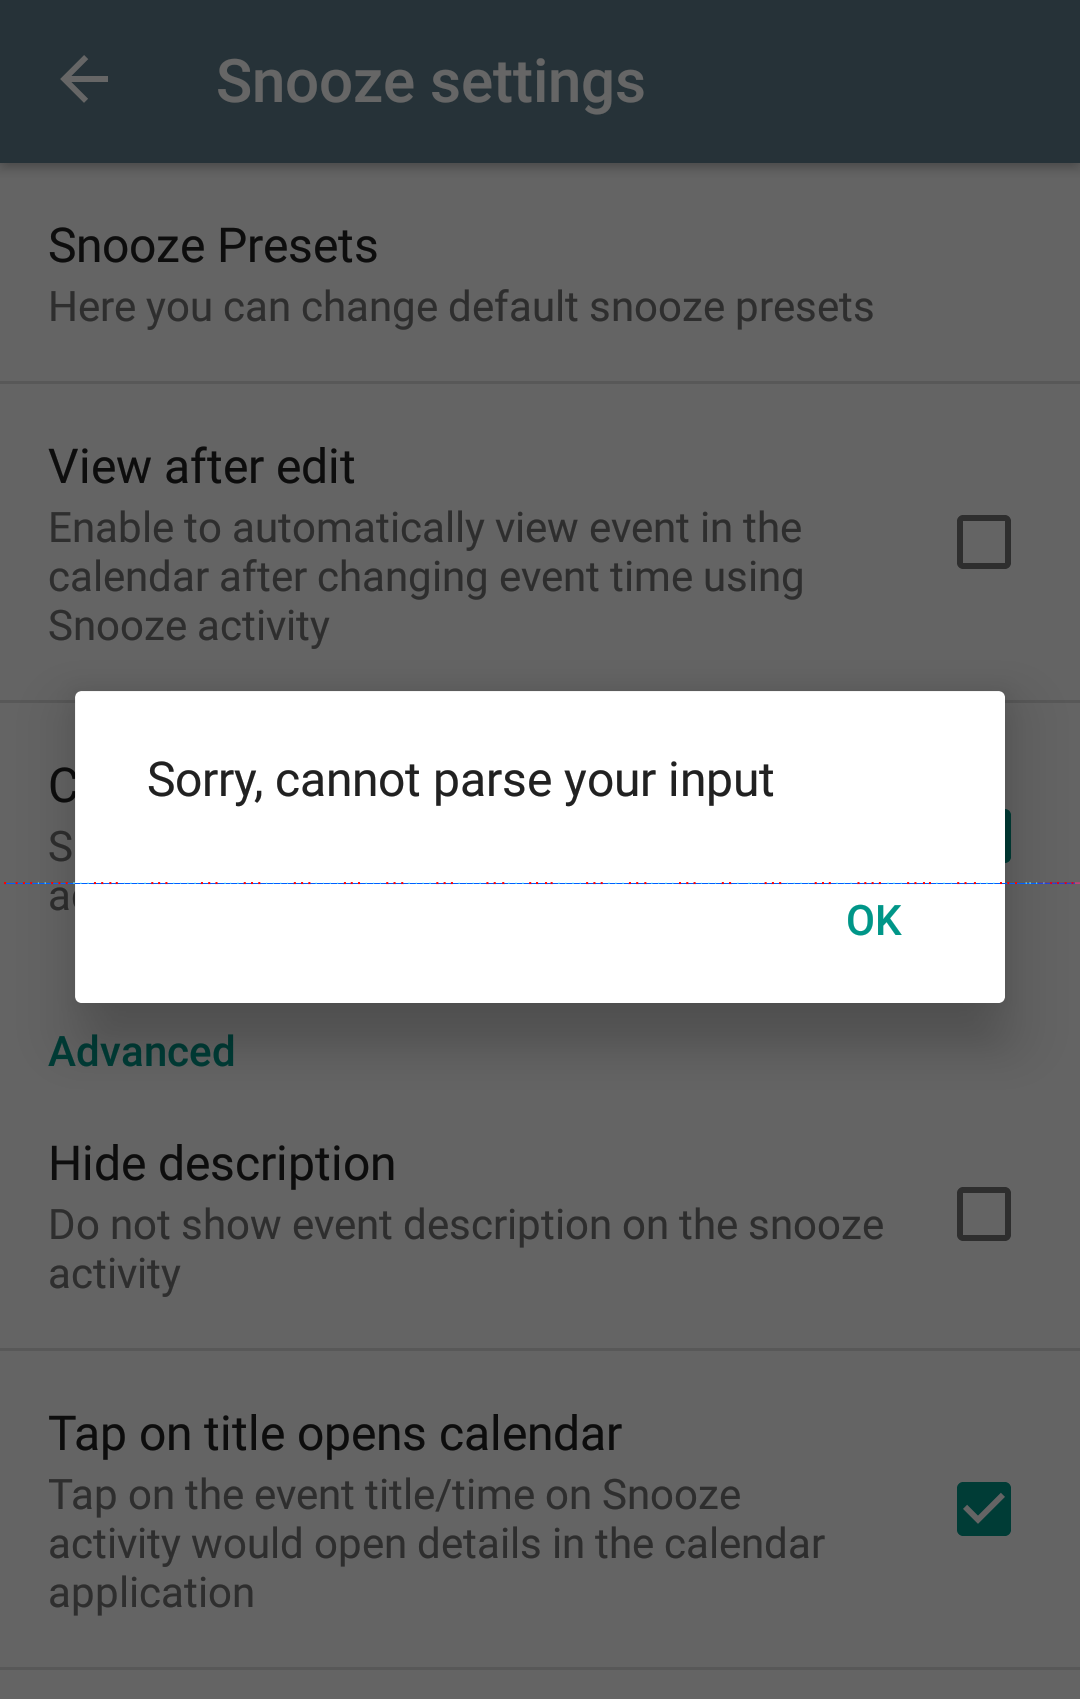 Snooze settings
Snooze Presets
Here you can change default snooze presets
View after edit
Enable to automatically view event in the
calendar after changing event time using
Snooze activity
Sorry, cannot parse your input
OK
Advanced
Hide description
Do not show event description on the snooze
activity
Tap on title opens calendar
Tap on the event title/time on Snooze
activity would open details in the calendar
application